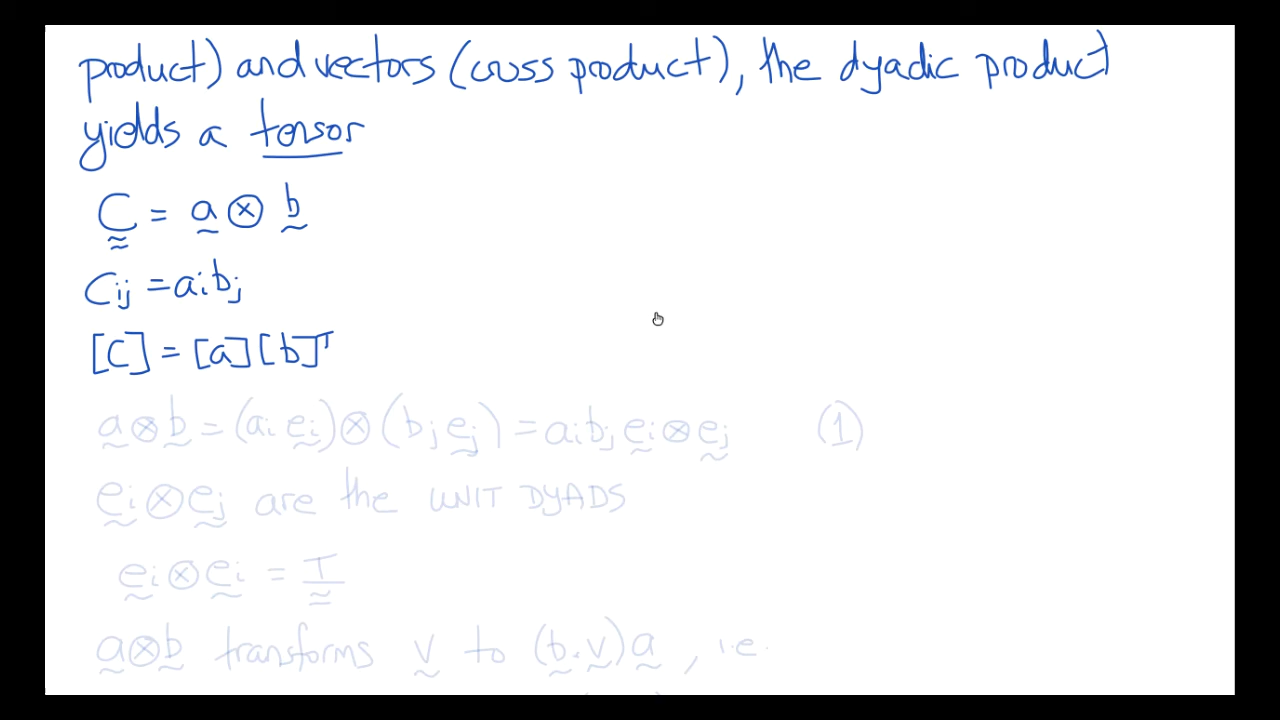 product) and vectors (cross product), the dyadic product
yields a tensor
C = a ⊗ b
Cij = aibj
[C] = [a][b]ᵀ
a⊗b = (ai ei)⊗(bj ej) = aibj ei⊗ej (1)
ei⊗ej are the UNIT DYADS
ei⊗ei = I
a⊗b transforms v to (b.v)a, i.e.